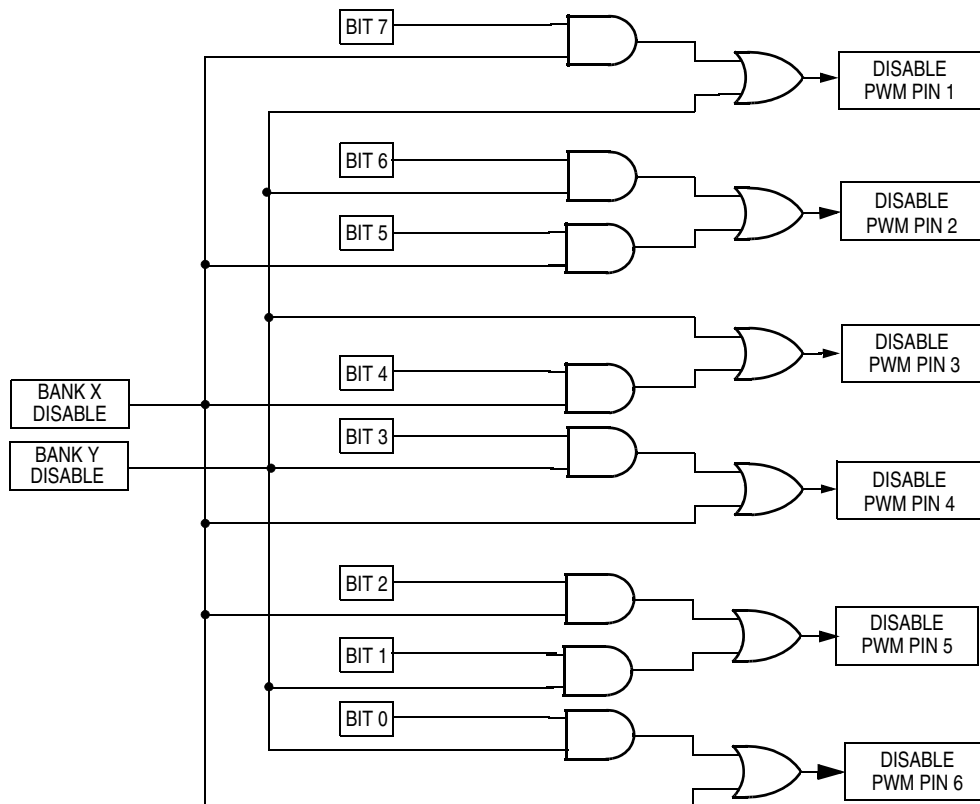 BIT 7
DISABLE
PWM PIN 1
BIT 6
DISABLE
PWM PIN 2
BIT 5
DISABLE
PWM PIN 3
BIT 4
BANK X
DISABLE
BIT 3
BANK Y
DISABLE
DISABLE
PWM PIN 4
BIT 2
DISABLE
PWM PIN 5
BIT 1
BIT 0
DISABLE
PWM PIN 6